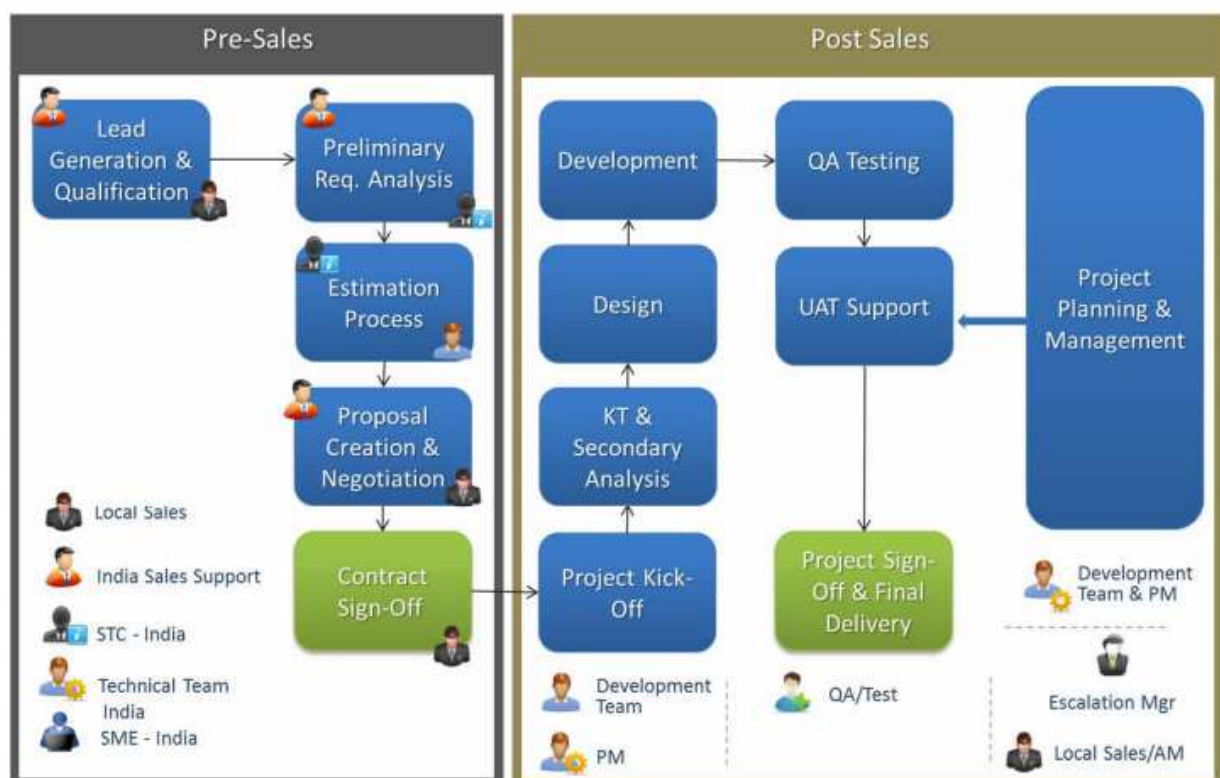 Pre-Sales
Lead
Generation &
Qualification
Preliminary
Req. Analysis
Estimation
Process
Proposal
Creation &
Negotiation
Contract
Sign-Off
Local Sales
India Sales Support
STC - India
Technical Team
India
SME - India
Post Sales
Development
QA Testing
Design
UAT Support
KT &
Secondary
Analysis
Project Kick-
Off
Project Sign-
Off & Final
Delivery
Project
Planning &
Management
Development
Team
PM
QA/Test
Development
Team & PM
Escalation Mgr
Local Sales/AM